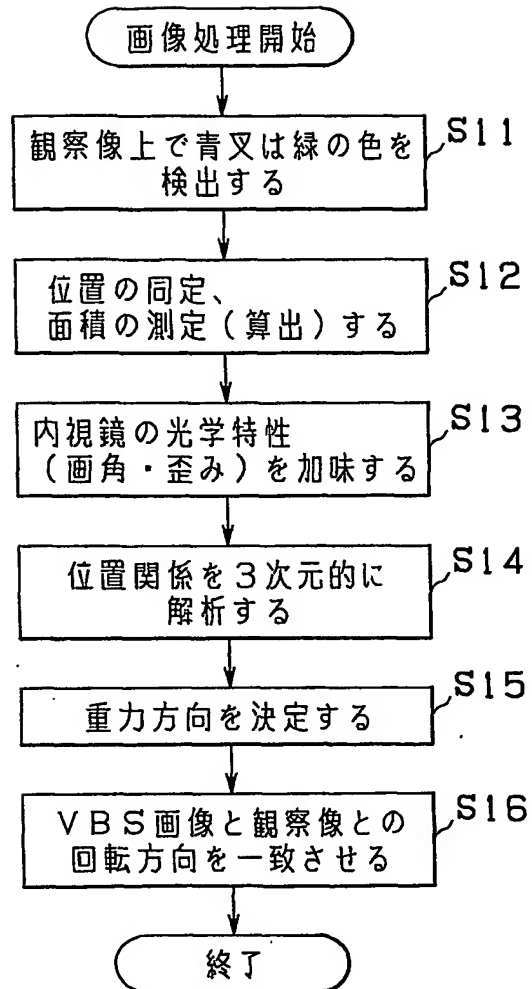 画像処理開始
観察像上で青叉は緑の色を
検出する
S11
位置の同定、
面積の測定(算出)する
S12
内視鏡の光学特性
(画角・歪み)を加味する
S13
位置関係を3次元的に
解析する
S14
重力方向を決定する
S15
VBS画像と観察像との
回転方向を一致させる
S16
終了